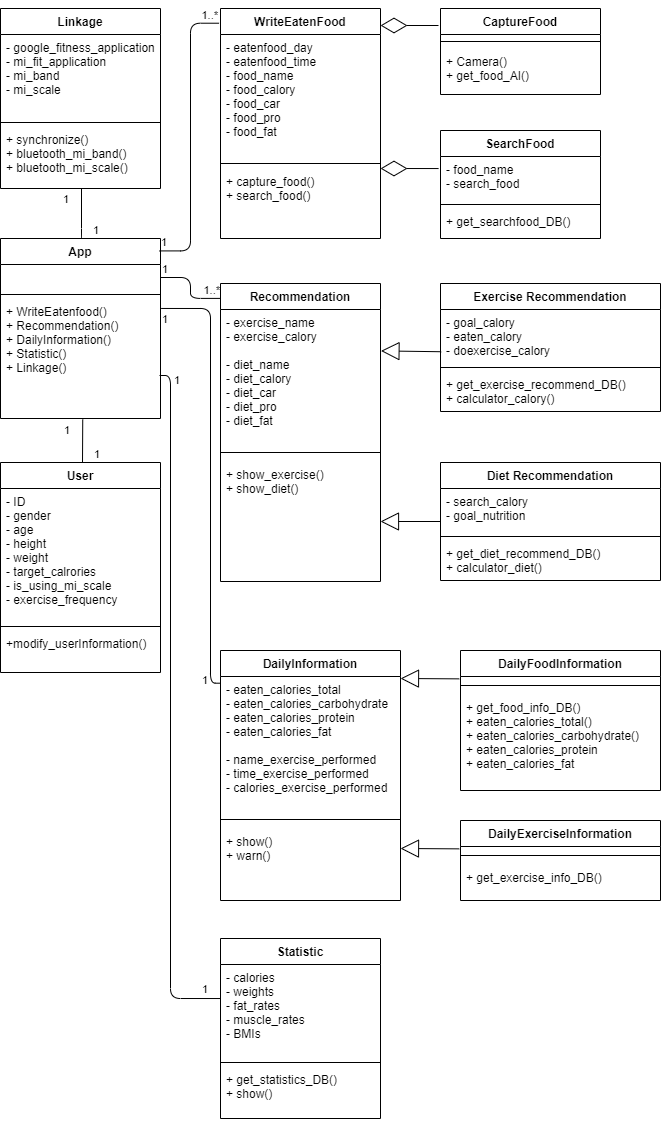 Linkage
- google_fitness_application
- mi_fit_application
- mi_band
- mi_scale
+ synchronize()
+ bluetooth_mi_band()
+ bluetooth_mi_scale()
1
1
App
+ WriteEatenfood()
+ Recommendation()
+ DailyInformation()
+ Statistic()
+ Linkage()
1
1
User
- ID
- gender
- age
- height
- weight
- target_calrories
- is_using_mi_scale
- exercise_frequency
+modify_userInformation()
1
1..*
WriteEatenFood
- eatenfood_day
- eatenfood_time
- food_name
- food_calory
- food_car
- food_pro
- food_fat
+ capture_food()
+ search_food()
CaptureFood
+ Camera()
+ get_food_AI()
SearchFood
- food_name
- search_food
+ get_searchfood_DB()
1
1..*
Recommendation
- exercise_name
- exercise_calory
- diet_name
- diet_calory
- diet_car
- diet_pro
- diet_fat
+ show_exercise()
+ show_diet()
Exercise Recommendation
- goal_calory
- eaten_calory
- doexercise_calory
+ get_exercise_recommend_DB()
+ calculator_calory()
Diet Recommendation
- search_calory
- goal_nutrition
+ get_diet_recommend_DB()
+ calculator_diet()
1
1
DailyInformation
- eaten_calories_total
- eaten_calories_carbohydrate
- eaten_calories_protein
- eaten_calories_fat
- name_exercise_performed
- time_exercise_performed
- calories_exercise_performed
+ show()
+ warn()
DailyFoodInformation
+ get_food_info_DB()
+ eaten_calories_total()
+ eaten_calories_carbohydrate()
+ eaten_calories_protein
+ eaten_calories_fat
DailyExerciseInformation
+ get_exercise_info_DB()
1
1
Statistic
- calories
- weights
- fat_rates
- muscle_rates
- BMIs
+ get_statistics_DB()
+ show()